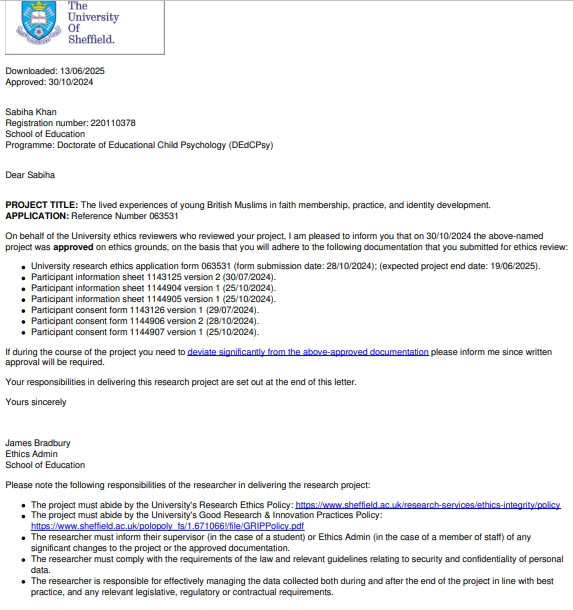 The
University
Of
Sheffield.
Downloaded: 13/06/2025
Approved: 30/10/2024
Sabiha Khan
Registration number: 220110378
School of Education
Programme: Doctorate of Educational Child Psychology (DEdCPsy)
Dear Sabiha
PROJECT TITLE: The lived experiences of young British Muslims in faith membership, practice, and identity development.
APPLICATION: Reference Number 063531
On behalf of the University ethics reviewers who reviewed your project, I am pleased to inform you that on 30/10/2024 the above-named
project was approved on ethics grounds, on the basis that you will adhere to the following documentation that you submitted for ethics review:
• University research ethics application form 063531 (form submission date: 28/10/2024); (expected project end date: 19/06/2025).
• Participant information sheet 1143125 version 2 (30/07/2024).
• Participant information sheet 1144904 version 1 (25/10/2024).
• Participant information sheet 1144905 version 1 (25/10/2024).
• Participant consent form 1143126 version 1 (29/07/2024).
• Participant consent form 1144906 version 2 (28/10/2024).
• Participant consent form 1144907 version 1 (25/10/2024).
If during the course of the project you need to deviate significantly from the above-approved documentation please inform me since written
approval will be required.
Your responsibilities in delivering this research project are set out at the end of this letter.
Yours sincerely
James Bradbury
Ethics Admin
School of Education
Please note the following responsibilities of the researcher in delivering the research project:
• The project must abide by the University's Research Ethics Policy: https://www.sheffield.ac.uk/research-services/ethics-integrity/policy
• The project must abide by the University's Good Research & Innovation Practices Policy:
https://www.sheffield.ac.uk/polopoly_fs/1.671066!/file/GRIPPolicy.pdf
• The researcher must inform their supervisor (in the case of a student) or Ethics Admin (in the case of a member of staff) of any
significant changes to the project or the approved documentation.
• The researcher must comply with the requirements of the law and relevant guidelines relating to security and confidentiality of personal
data.
• The researcher is responsible for effectively managing the data collected both during and after the end of the project in line with best
practice, and any relevant legislative, regulatory or contractual requirements.